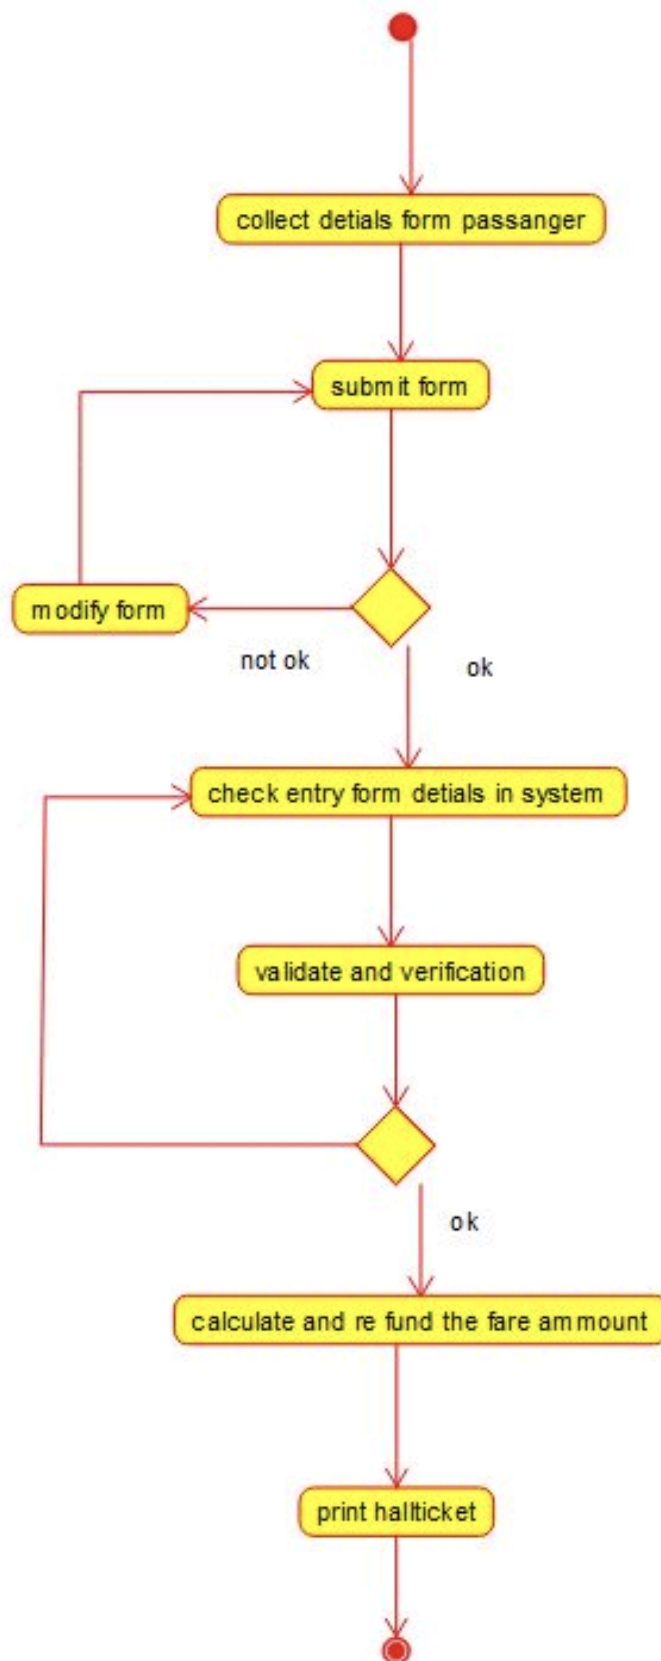 collect detials form passanger
submit form
modify form
not ok
ok
check entry form detials in system
validate and verification
ok
calculate and re fund the fare ammount
print hallticket